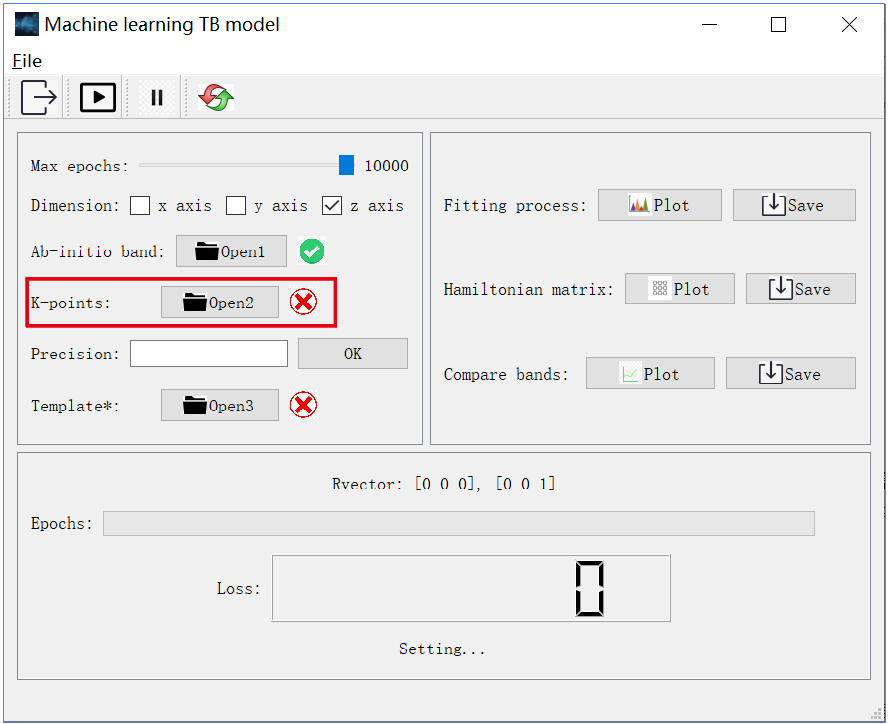 Machine learning TB model
File
Max epochs: 10000
Dimension: x axis y axis z axis
Ab-initio band: Open1
K-points: Open2
Precision: OK
Template*: Open3
Fitting process: Plot Save
Hamiltonian matrix: Plot Save
Compare bands: Plot Save
Rvector: [0 0 0], [0 0 1]
Epochs:
Loss: 0
Setting...